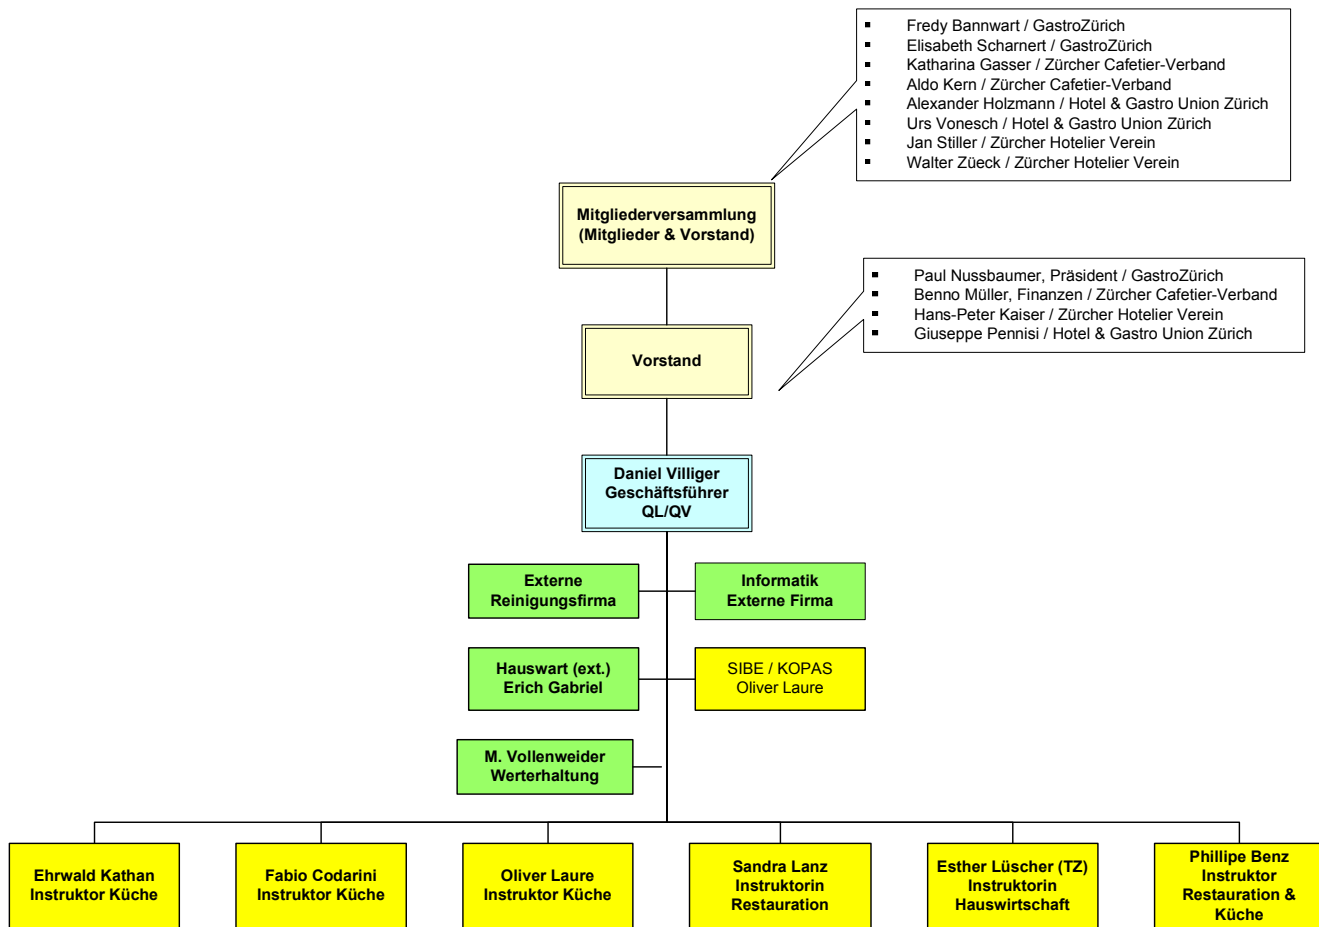 Fredy Bannwart / GastroZürich
Elisabeth Scharnert / GastroZürich
Katharina Gasser / Zürcher Cafetier-Verband
Aldo Kern / Zürcher Cafetier-Verband
Alexander Holzmann / Hotel & Gastro Union Zürich
Urs Vonesch / Hotel & Gastro Union Zürich
Jan Stiller / Zürcher Hotelier Verein
Walter Züeck / Zürcher Hotelier Verein
Mitgliederversammlung
(Mitglieder & Vorstand)
Paul Nussbaumer, Präsident / GastroZürich
Benno Müller, Finanzen / Zürcher Cafetier-Verband
Hans-Peter Kaiser / Zürcher Hotelier Verein
Giuseppe Pennisi / Hotel & Gastro Union Zürich
Vorstand
Daniel Villiger
Geschäftsführer
QL/QV
Externe
Reinigungsfirma
Informatik
Externe Firma
Hauswart (ext.)
Erich Gabriel
SIBE / KOPAS
Oliver Laure
M. Vollenweider
Werterhaltung
Ehrwald Kathan
Instruktor Küche
Fabio Codarini
Instruktor Küche
Oliver Laure
Instruktor Küche
Sandra Lanz
Instruktorin
Restauration
Esther Lüscher (TZ)
Instruktorin
Hauswirtschaft
Phillipe Benz
Instruktor
Restauration &
Küche